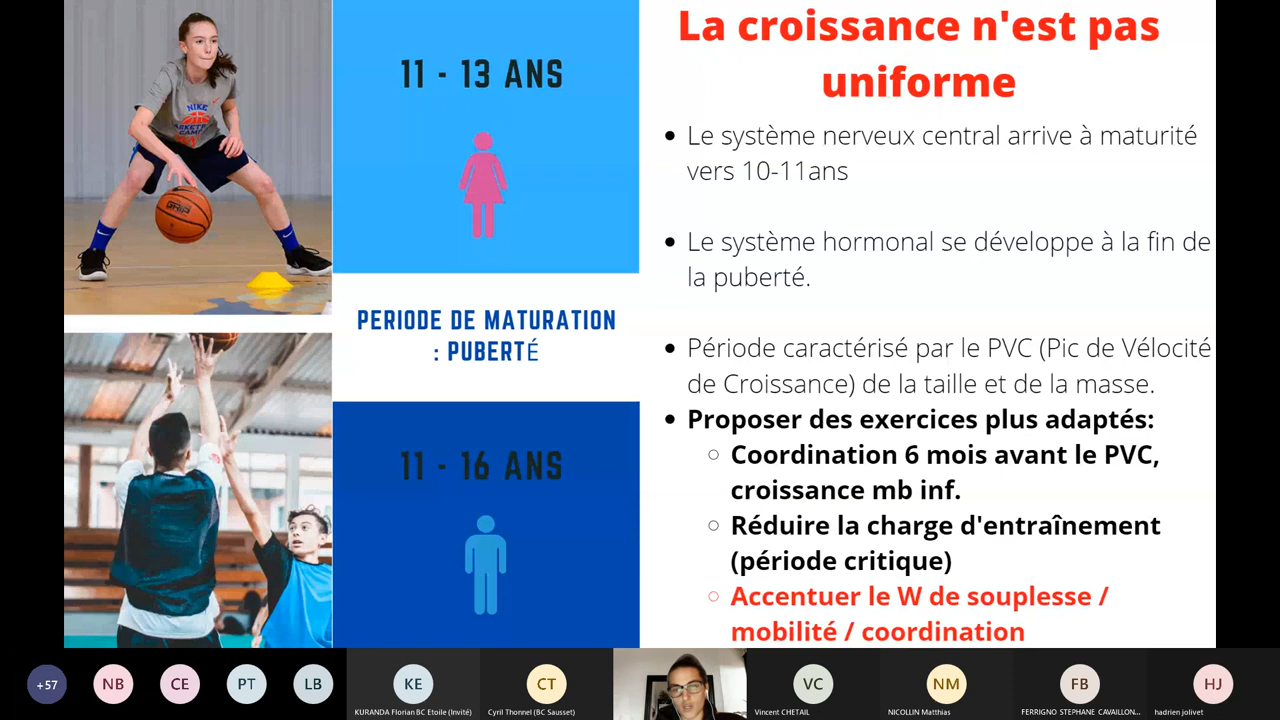 La croissance n'est pas
uniforme
11 - 13 ANS
PERIODE DE MATURATION
: PUBERTÉ
11 - 16 ANS
Le système nerveux central arrive à maturité
vers 10-11ans
Le système hormonal se développe à la fin de
la puberté.
Période caractérisé par le PVC (Pic de Vélocité
de Croissance) de la taille et de la masse.
Proposer des exercices plus adaptés:
Coordination 6 mois avant le PVC,
croissance mb inf.
Réduire la charge d'entraînement
(période critique)
Accentuer le W de souplesse /
mobilité / coordination
NIKE
+57
NB
CE
PT
LB
KE
KURANDA Florian BC Etoile (Invité)
CT
Cyril Thonnel (BC Sausset)
VC
Vincent CHETAIL
NM
NICOLLIN Matthias
FB
FERRIGNO STEPHANE CAVAILLON...
HJ
hadrien jolivet